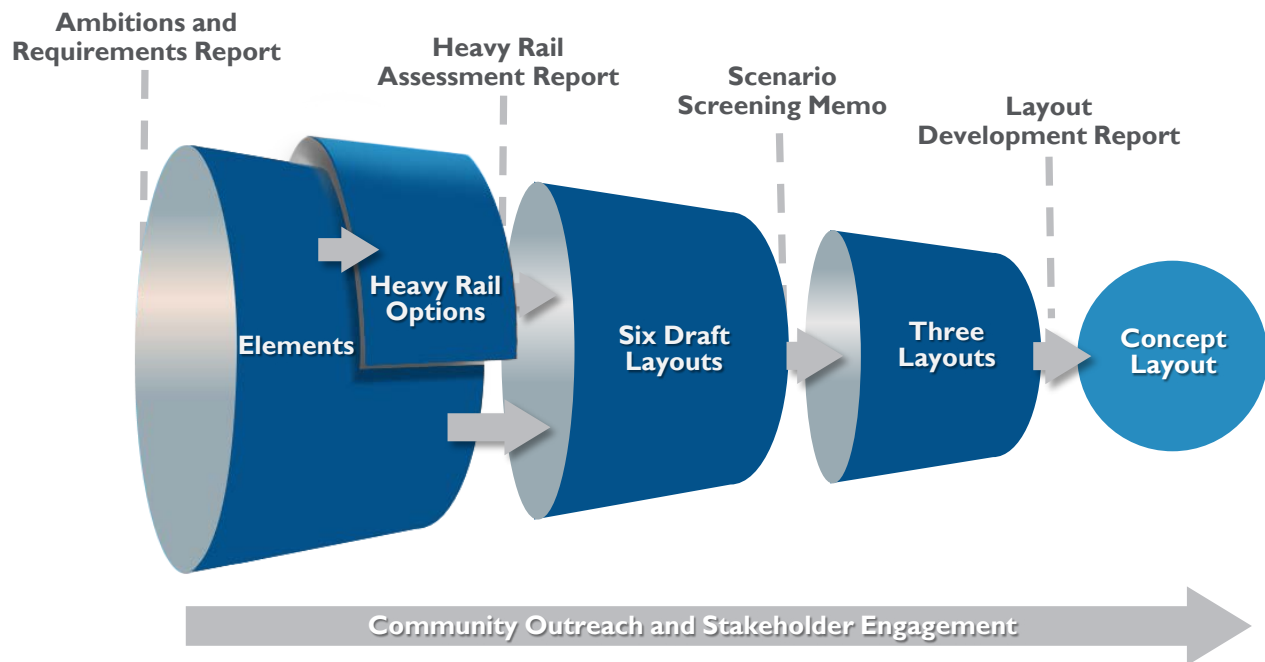 Ambitions and
Requirements Report
Heavy Rail
Assessment Report
Scenario
Screening Memo
Layout
Development Report
Elements
Heavy Rail
Options
Six Draft
Layouts
Three
Layouts
Concept
Layout
Community Outreach and Stakeholder Engagement